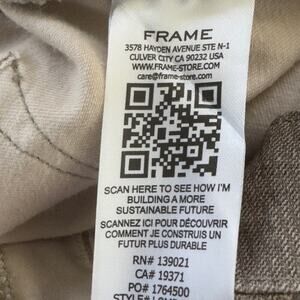 FRAME
3578 HAYDEN AVENUE STE N-1
CULVER CITY CA 90232 USA
WWW.FRAME-STORE.COM
care@frame-store.com
SCAN HERE TO SEE HOW I'M
BUILDING A MORE
SUSTAINABLE FUTURE
SCANNEZ ICI POUR DÉCOUVRIR
COMMENT JE CONSTRUIS UN
FUTUR PLUS DURABLE
RN# 139021
CA# 19371
PO# 1764500
STYLE#